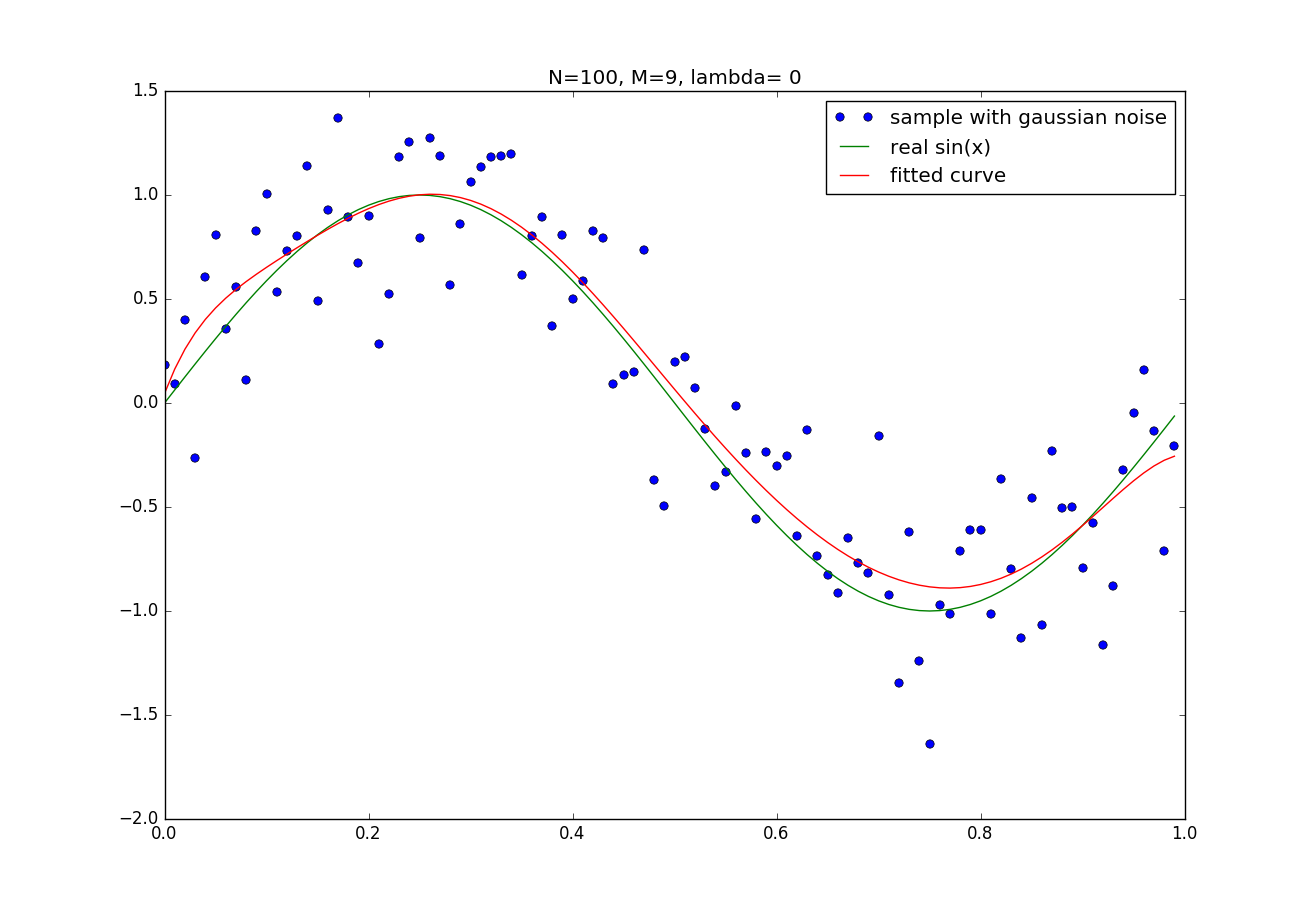 N=100, M=9, lambda= 0
1.5
sample with gaussian noise
real sin(x)
fitted curve
1.0
0.5
0.0
−0.5
−1.0
−1.5
−2.0
0.0 0.2 0.4 0.6 0.8 1.0